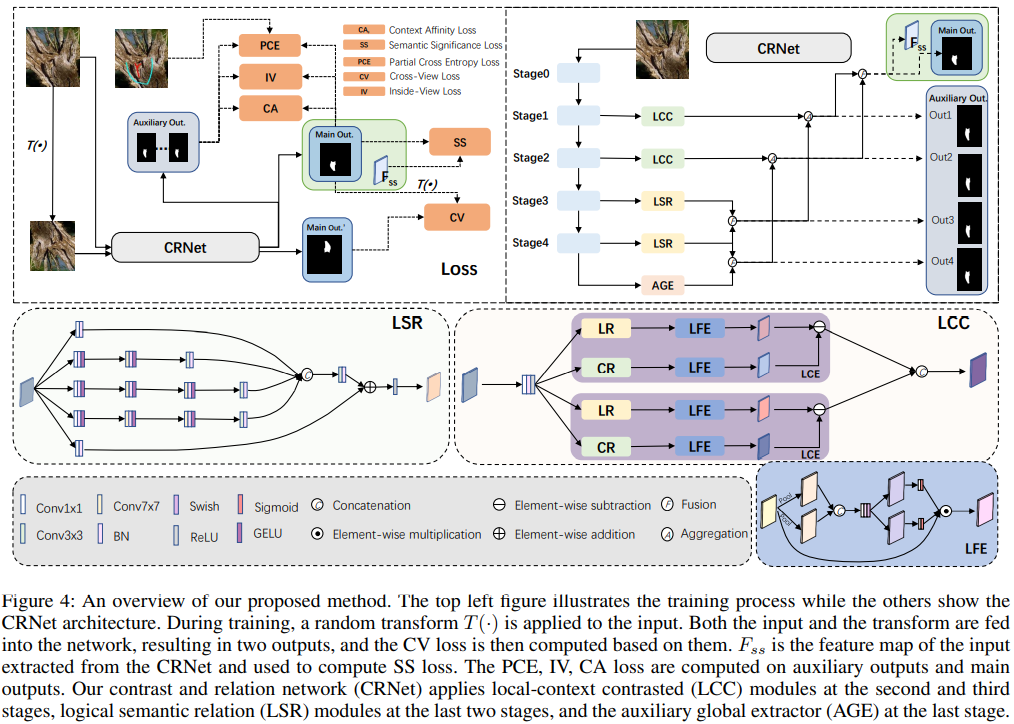 CA, Context Affinity Loss
SS Semantic Significance Loss
PCE Partial Cross Entropy Loss
CV Cross-View Loss
IV Inside-View Loss
PCE
IV
CA
Auxiliary Out.
Main Out.
Fss
SS
T(•)
T(•)
CV
CRNet
Main Out.'
Loss
CRNet
Fss
Main Out.
Stage0
Stage1
LCC
Stage2
LCC
Stage3
LSR
Stage4
LSR
AGE
F
A
A
F
F
Auxiliary Out.
Out1
Out2
Out3
Out4
LSR
C
LCC
LR
LFE
CR
LFE
LCE
LR
LFE
CR
LFE
LCE
C
Conv1x1 Conv7x7 Swish Sigmoid C Concatenation Element-wise subtraction F Fusion
Conv3x3 BN ReLU GELU Element-wise multiplication Element-wise addition A Aggregation
Pool
C
LFE
Figure 4: An overview of our proposed method. The top left figure illustrates the training process while the others show the
CRNet architecture. During training, a random transform T(·) is applied to the input. Both the input and the transform are fed
into the network, resulting in two outputs, and the CV loss is then computed based on them. Fss is the feature map of the input
extracted from the CRNet and used to compute SS loss. The PCE, IV, CA loss are computed on auxiliary outputs and main
outputs. Our contrast and relation network (CRNet) applies local-context contrasted (LCC) modules at the second and third
stages, logical semantic relation (LSR) modules at the last two stages, and the auxiliary global extractor (AGE) at the last stage.